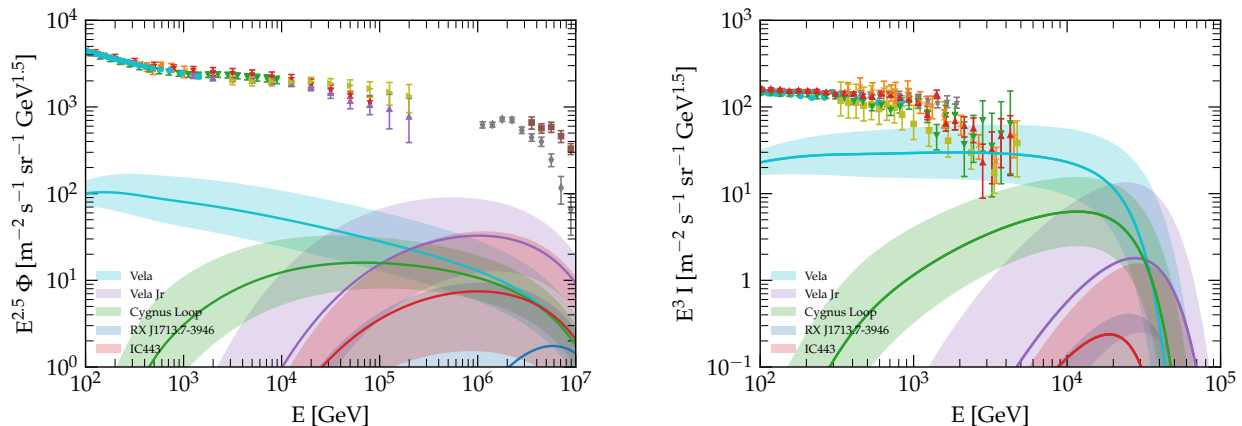 10^4
10^3
10^2
10^1
10^0
E^2.5 Φ [m^−2 s^−1 sr^−1 GeV^1.5]
Vela
Vela Jr
Cygnus Loop
RX J1713.7-3946
IC443
10^2 10^3 10^4 10^5 10^6 10^7
E [GeV]
10^3
10^2
10
1
10^−1
E^3 I [m^−2 s^−1 sr^−1 GeV^1.5]
Vela
Vela Jr
Cygnus Loop
RX J1713.7-3946
IC443
10^2 10^3 10^4 10^5
E [GeV]